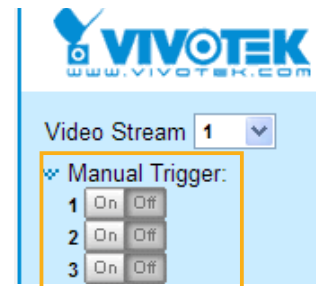 VIVOTEK
www.vivotek.com
Video Stream 1
Manual Trigger:
1 On Off
2 On Off
3 On Off